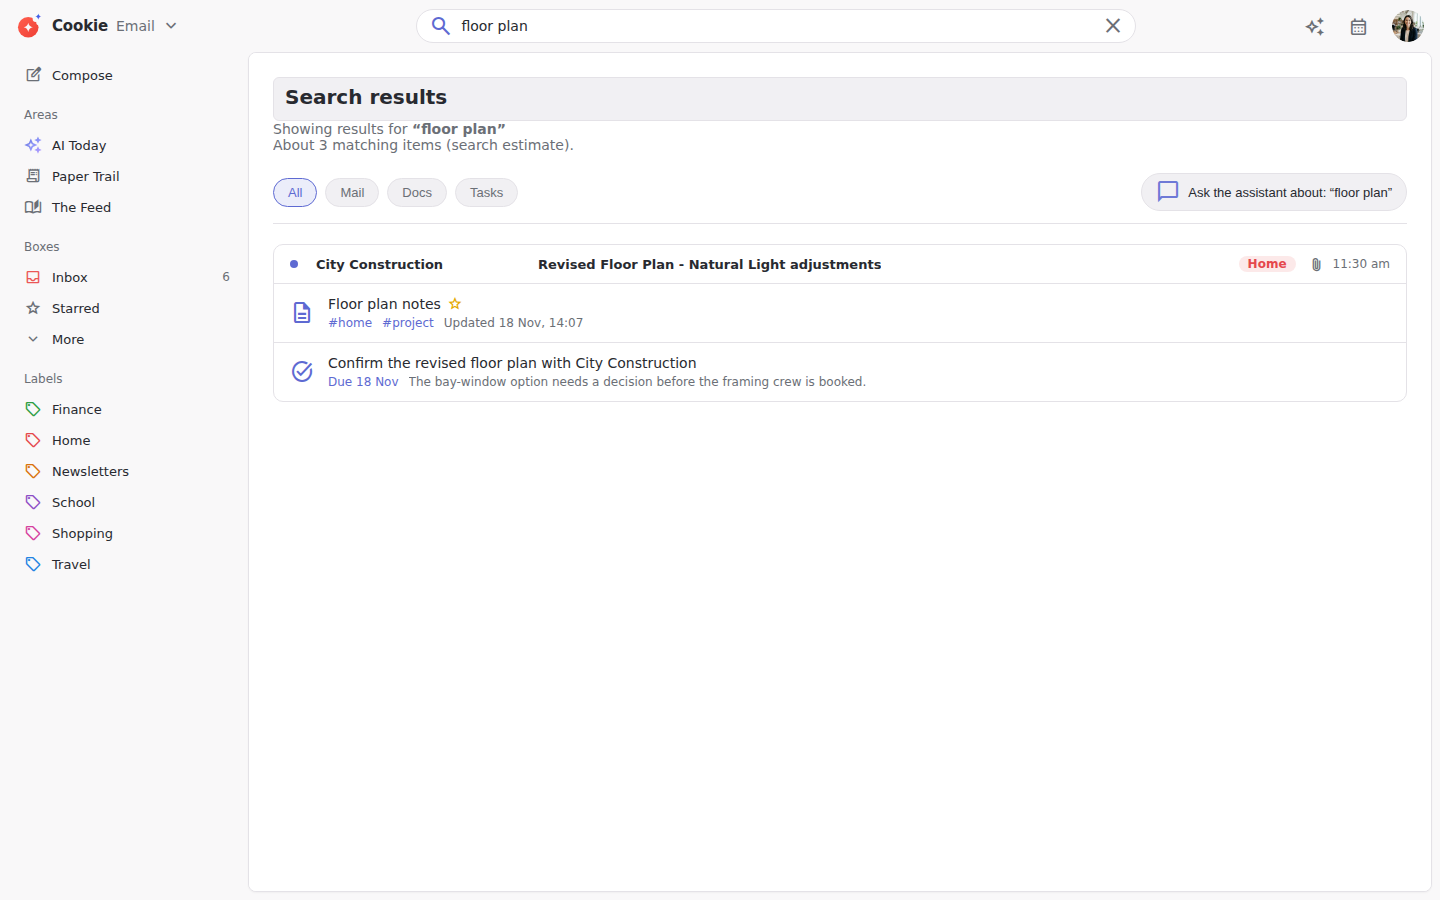 Cookie Email
floor plan
Compose
Areas
AI Today
Paper Trail
The Feed
Boxes
Inbox 6
Starred
More
Labels
Finance
Home
Newsletters
School
Shopping
Travel
Search results
Showing results for “floor plan”
About 3 matching items (search estimate).
All Mail Docs Tasks
Ask the assistant about: “floor plan”
City Construction Revised Floor Plan - Natural Light adjustments Home 11:30 am
Floor plan notes
#home #project Updated 18 Nov, 14:07
Confirm the revised floor plan with City Construction
Due 18 Nov The bay-window option needs a decision before the framing crew is booked.